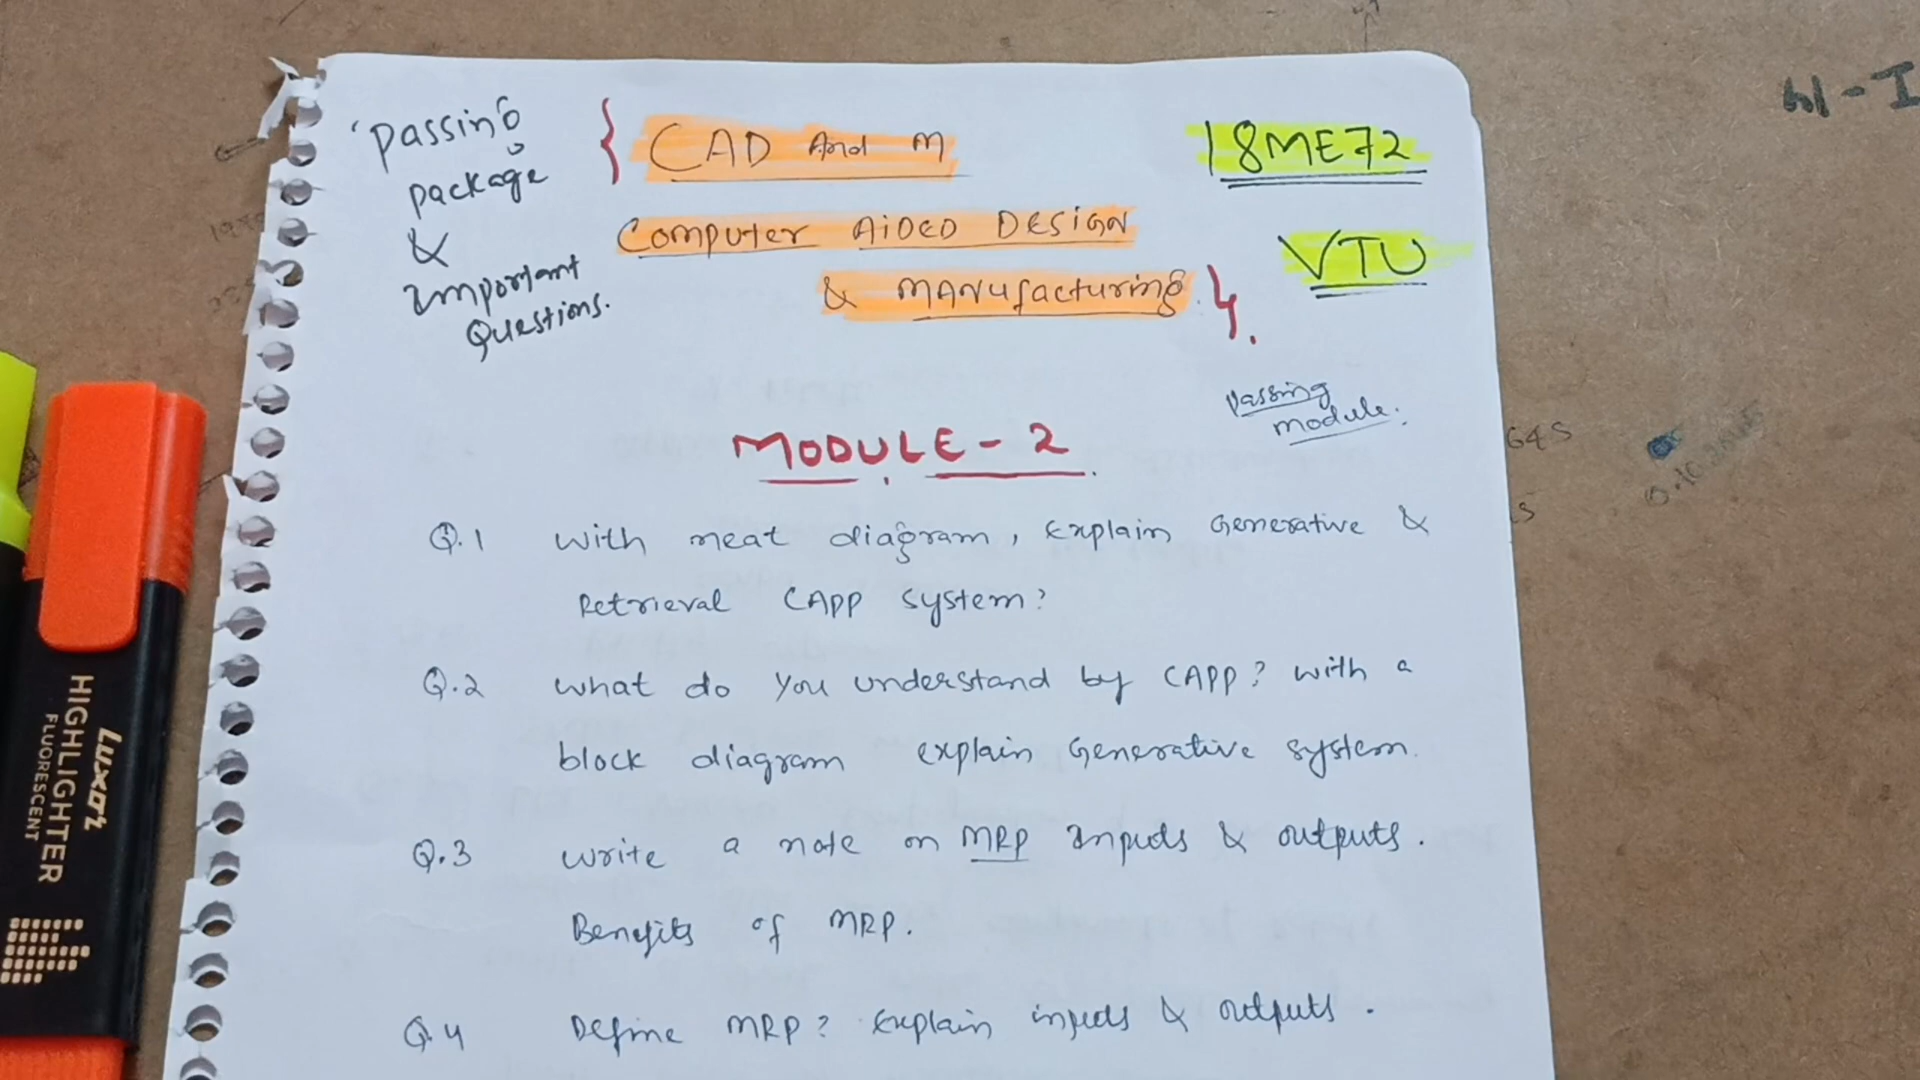 'Passing
package
&
Important
Questions.
CAD And M
18ME72
Computer AIDED DESIGN
& MANufacturing.
VTU
Passing
module.
MODULE - 2
Q.1 With neat diagram, Explain Generative &
Retrieval CAPP system?
Q.2 What do you understand by CAPP? With a
block diagram explain Generative system.
Q.3 Write a note on MRP Inputs & outputs.
Benefits of MRP.
Q.4 Define MRP? Explain inputs & outputs.
Luxor
HIGHLIGHTER
FLUORESCENT